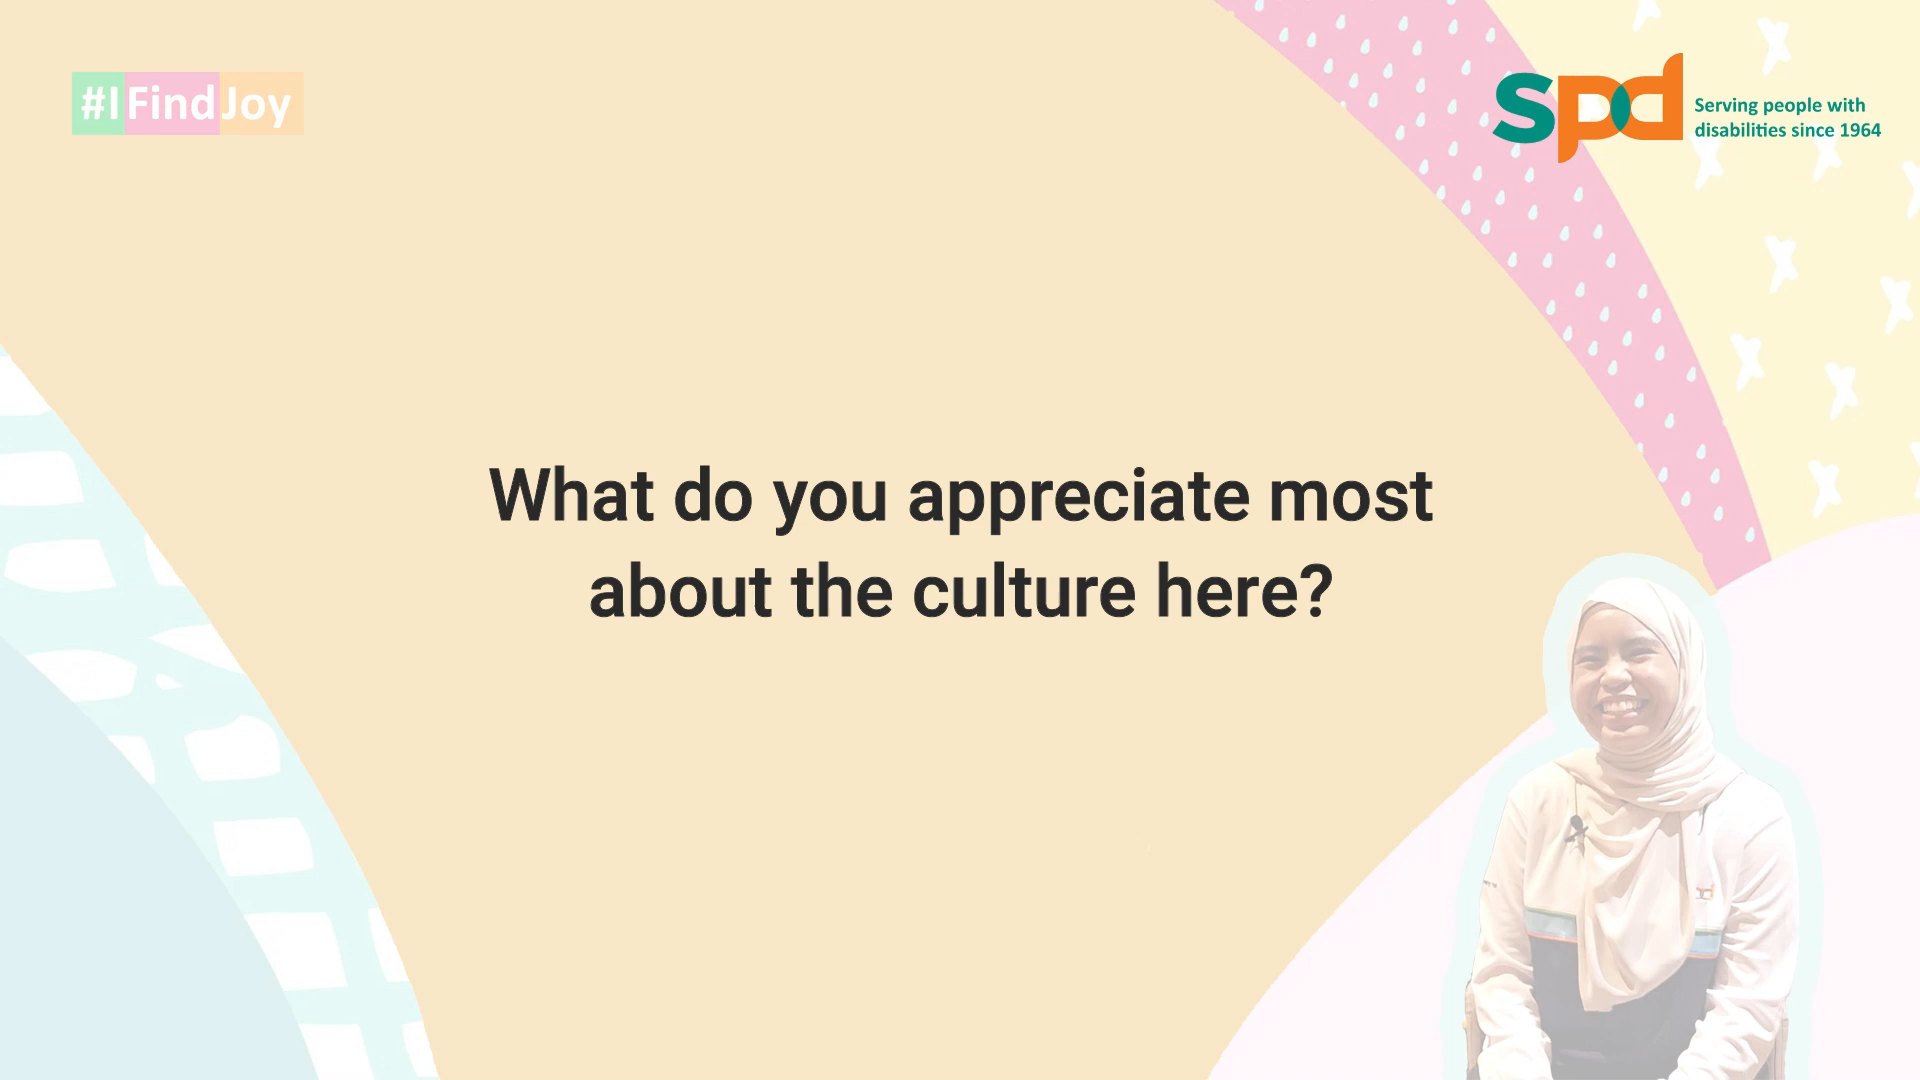 #IFindJoy
spd
Serving people with
disabilities since 1964
What do you appreciate most
about the culture here?